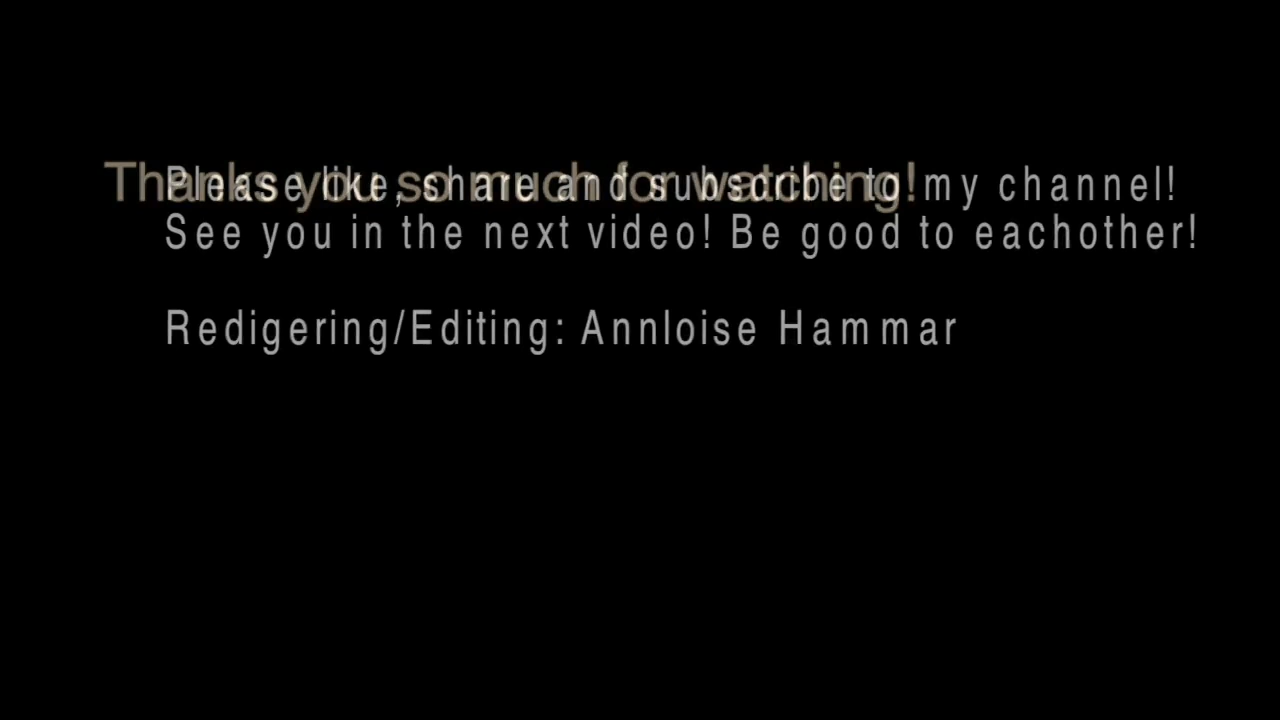 Thanks you so much for watching!
Please like, share and subscribe to my channel!
See you in the next video! Be good to eachother!
Redigering/Editing: Annloise Hammar